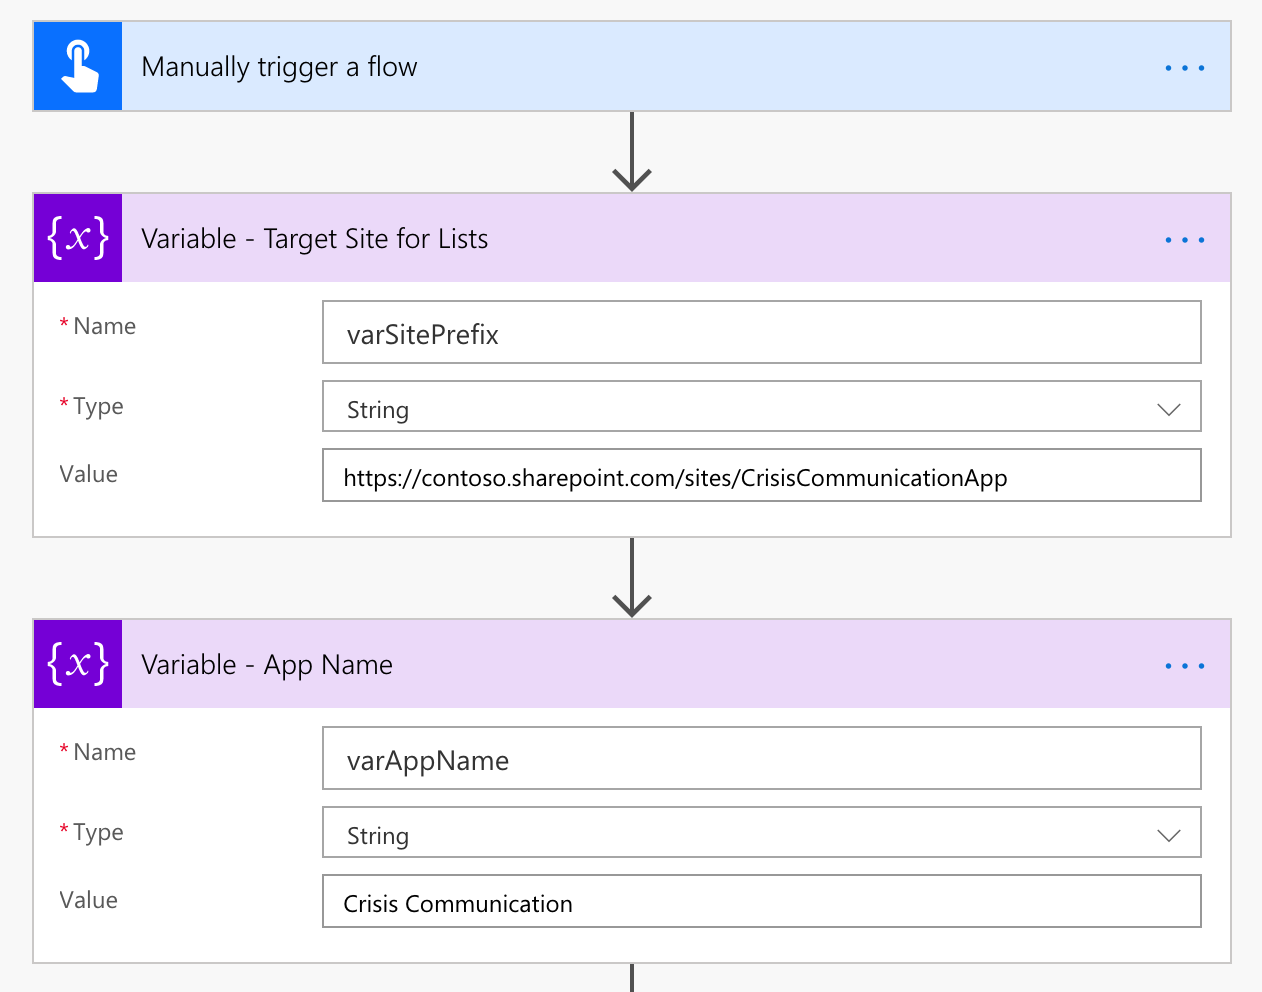 Manually trigger a flow
{x} Variable - Target Site for Lists
* Name varSitePrefix
* Type String
Value https://contoso.sharepoint.com/sites/CrisisCommunicationApp
{x} Variable - App Name
* Name varAppName
* Type String
Value Crisis Communication